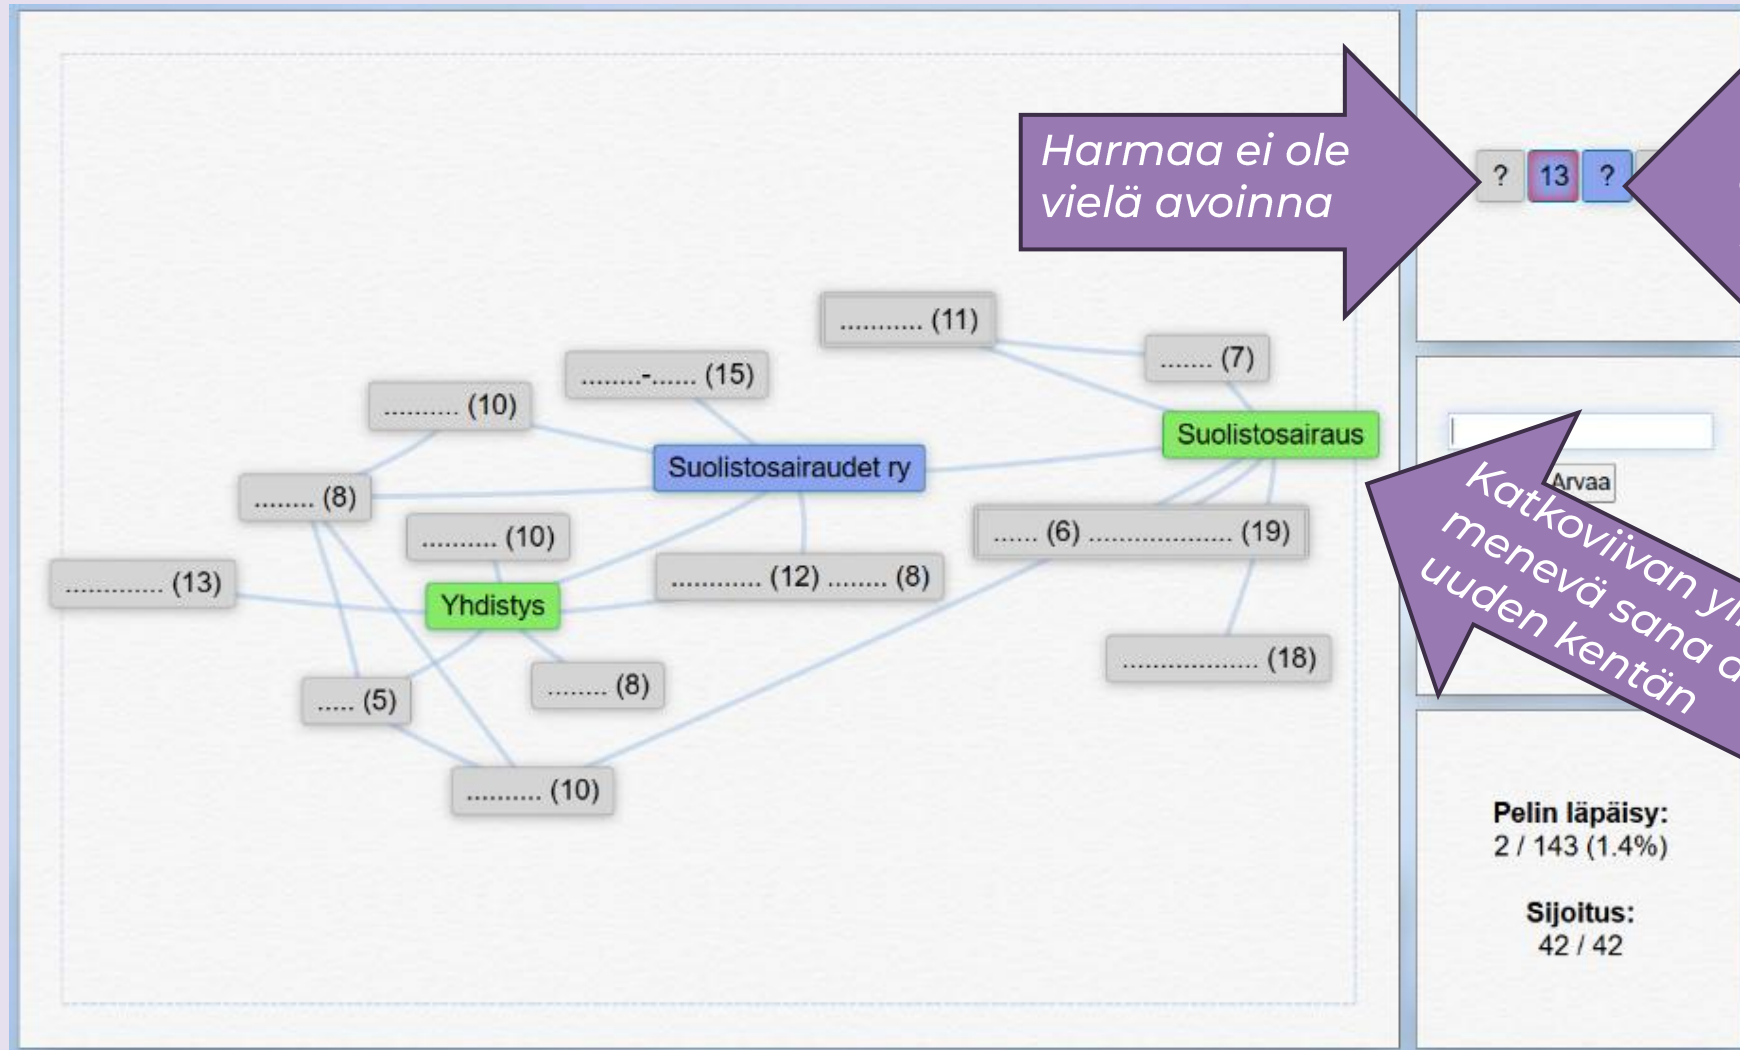 Harmaa ei ole
vielä avoinna
? 13 ?
........... (11)
....... (7)
........-...... (15)
.......... (10)
Suolistosairaus
Suolistosairaudet ry
........ (8)
...... (6) ................... (19)
.......... (10)
............ (12) ........ (8)
............. (13)
Yhdistys
.................. (18)
........ (8)
..... (5)
.......... (10)
Arvaa
Katkoviivan
menevä sana
uuden kentän
Pelin läpäisy:
2 / 143 (1.4%)
Sijoitus:
42 / 42